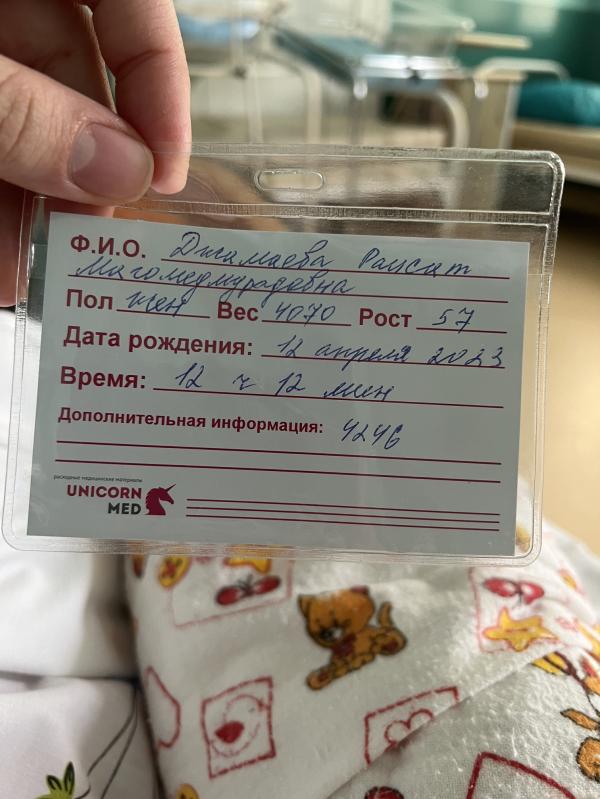 Ф.И.О. Джамаева Раисат
Магомедмурадовна
Пол жен Вес 4070 Рост 57
Дата рождения: 12 апреля 2023
Время: 12 ч 12 мин
Дополнительная информация: 4246
расходные медицинские материалы
UNICORN
MED